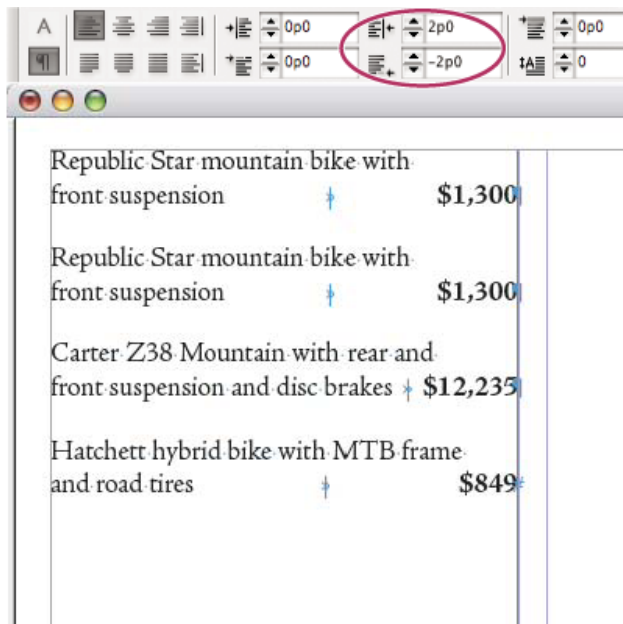 A 0p0 2p0 0p0
¶ 0p0 -2p0 A 0
Republic Star mountain bike with
front suspension $1,300
Republic Star mountain bike with
front suspension $1,300
Carter Z38 Mountain with rear and
front suspension and disc brakes $12,235
Hatchett hybrid bike with MTB frame
and road tires $849